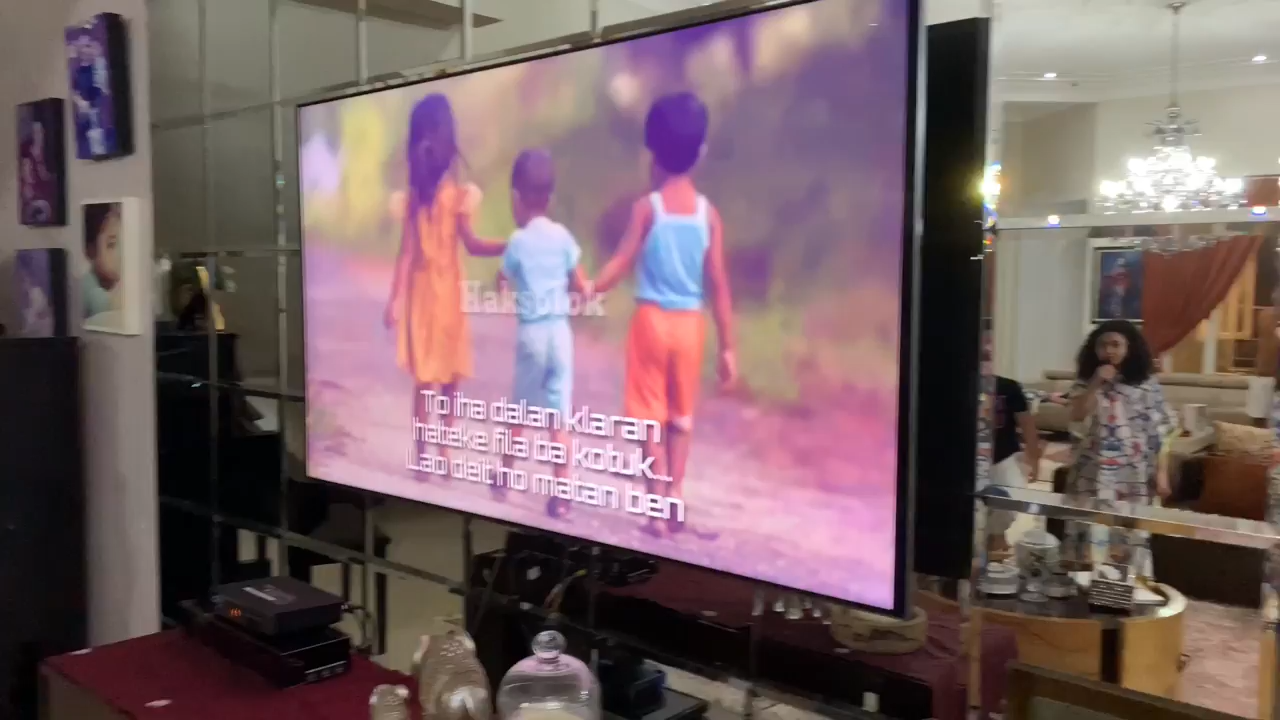 Haksolok
To iha dalan klaran
hateke fila ba kotuk...
Lao deit ho matan ben